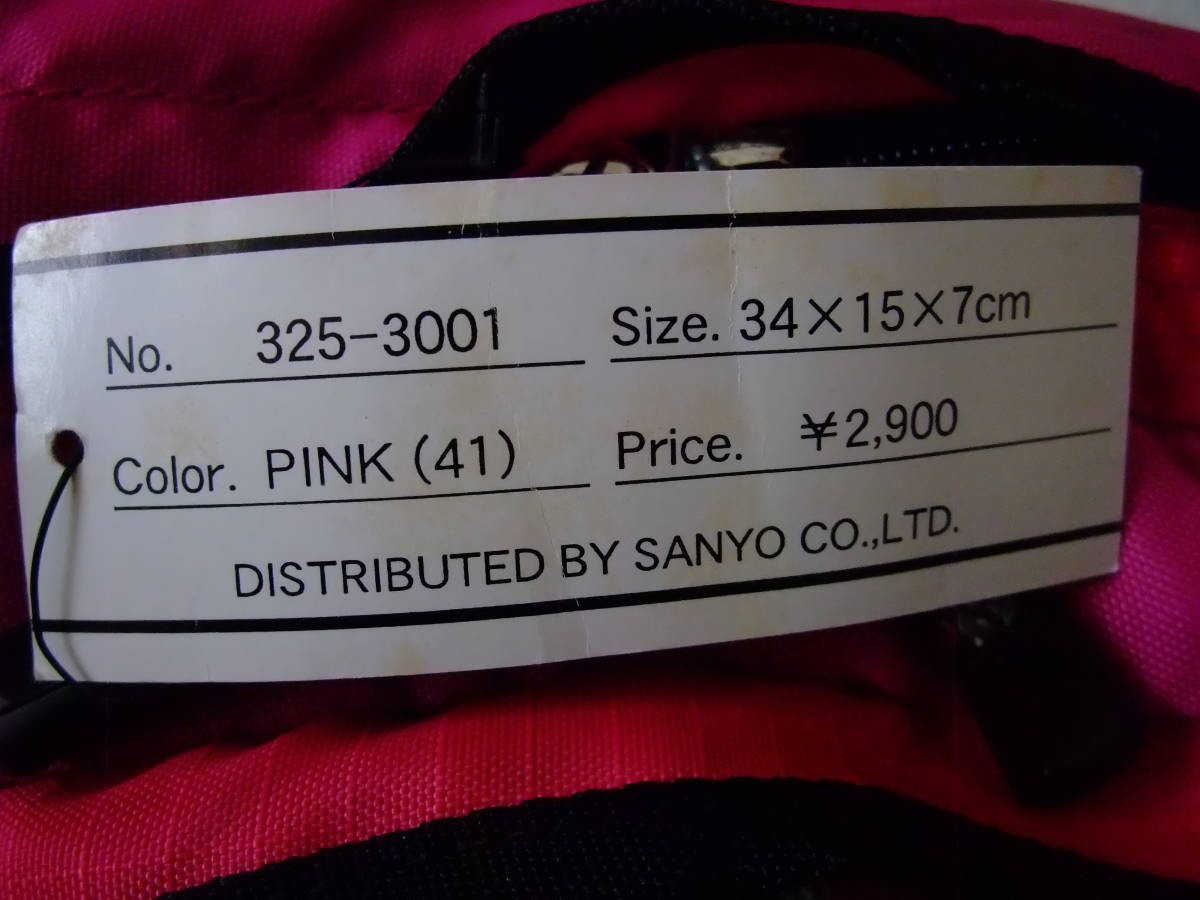 No. 325-3001 Size. 34×15×7cm
Color. PINK (41) Price. ¥2,900
DISTRIBUTED BY SANYO CO.,LTD.